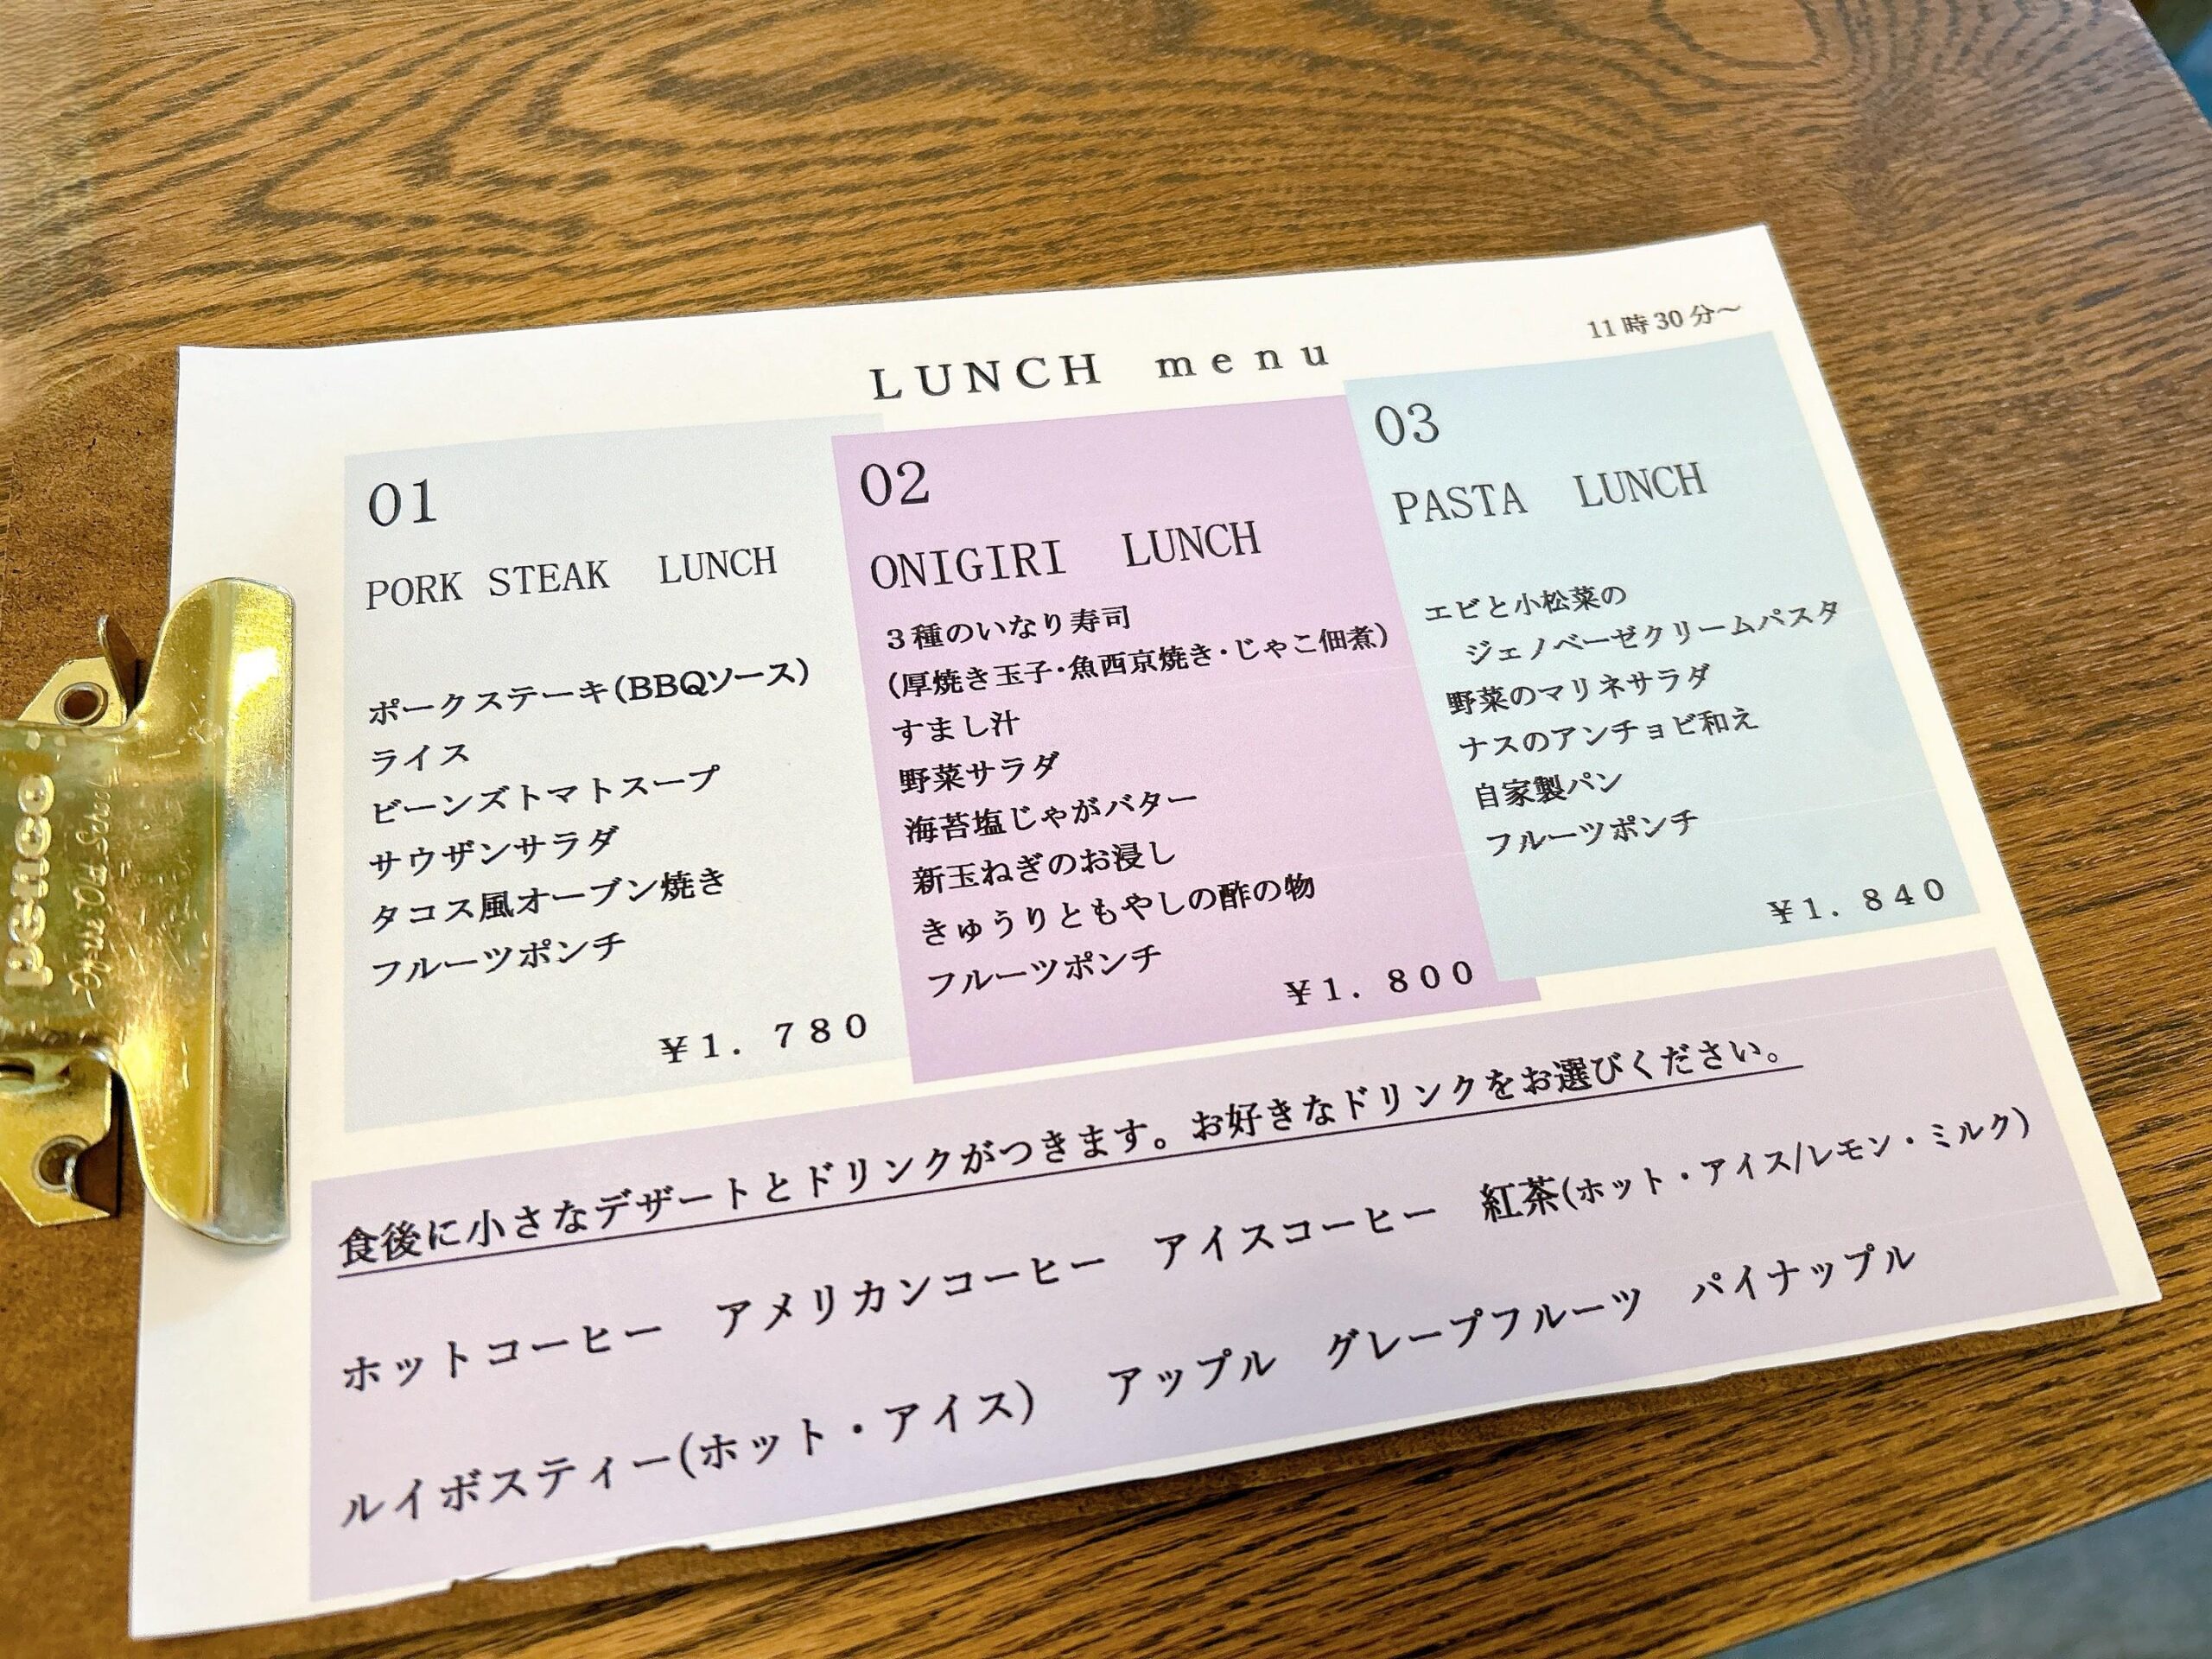 LUNCH menu
11時30分～
01
PORK STEAK LUNCH
ポークステーキ(BBQソース)
ライス
ビーンズトマトスープ
サウザンサラダ
タコス風オーブン焼き
フルーツポンチ
￥1. 780
02
ONIGIRI LUNCH
3種のいなり寿司
(厚焼き玉子・魚西京焼き・じゃこ佃煮)
すまし汁
野菜サラダ
海苔塩じゃがバター
新玉ねぎのお浸し
きゅうりともやしの酢の物
フルーツポンチ
￥1. 800
03
PASTA LUNCH
エビと小松菜の
ジェノベーゼクリームパスタ
野菜のマリネサラダ
ナスのアンチョビ和え
自家製パン
フルーツポンチ
￥1. 840
食後に小さなデザートとドリンクがつきます。お好きなドリンクをお選びください。
ホットコーヒー アメリカンコーヒー アイスコーヒー 紅茶(ホット・アイス/レモン・ミルク)
ルイボスティー(ホット・アイス) アップル グレープフルーツ パイナップル
penco